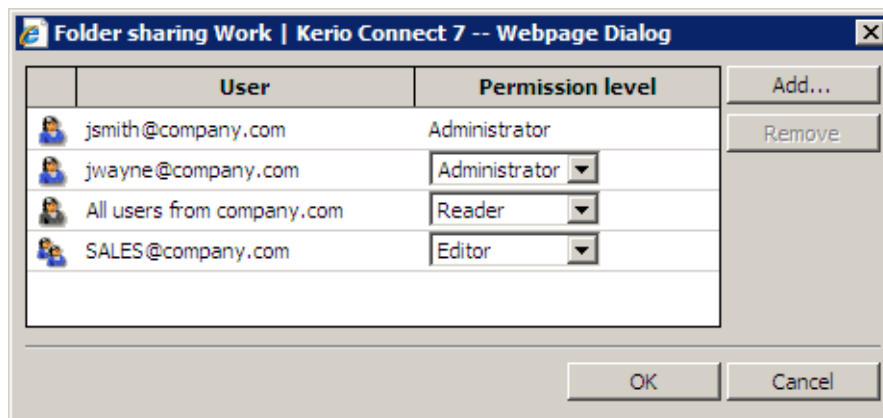 Folder sharing Work | Kerio Connect 7 -- Webpage Dialog
User Permission level Add...
jsmith@company.com Administrator Remove
jwayne@company.com Administrator
All users from company.com Reader
SALES@company.com Editor
OK Cancel